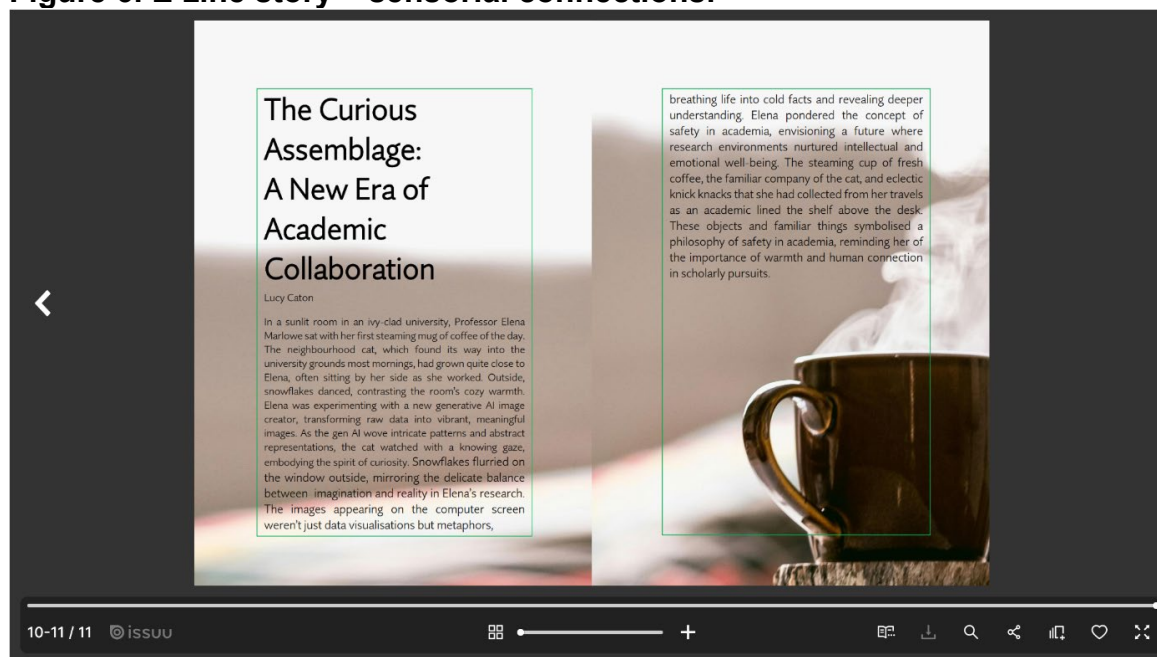 Figure story – sensorial connections.
The Curious
Assemblage:
A New Era of
Academic
Collaboration
Lucy Caton
In a sunlit room in an ivy-clad university, Professor Elena
Marlowe sat with her first steaming mug of coffee of the day.
The neighbourhood cat, which found its way into the
university grounds most mornings, had grown quite close to
Elena, often sitting by her side as she worked. Outside,
snowflakes danced, contrasting the room's cozy warmth.
Elena was experimenting with a new generative AI image
creator, transforming raw data into vibrant, meaningful
images. As the gen AI wove intricate patterns and abstract
representations, the cat watched with a knowing gaze,
embodying the spirit of curiosity. Snowflakes flurried on
the window outside, mirroring the delicate balance
between imagination and reality in Elena's research.
The images appearing on the computer screen
weren't just data visualisations but metaphors,
breathing life into cold facts and revealing deeper
understanding. Elena pondered the concept of
safety in academia, envisioning a future where
research environments nurtured intellectual and
emotional well-being. The steaming cup of fresh
coffee, the familiar company of the cat, and eclectic
knick knacks that she had collected from her travels
as an academic lined the shelf above the desk.
These objects and familiar things symbolised a
philosophy of safety in academia, reminding her of
the importance of warmth and human connection
in scholarly pursuits.
10-11 / 11 issuu